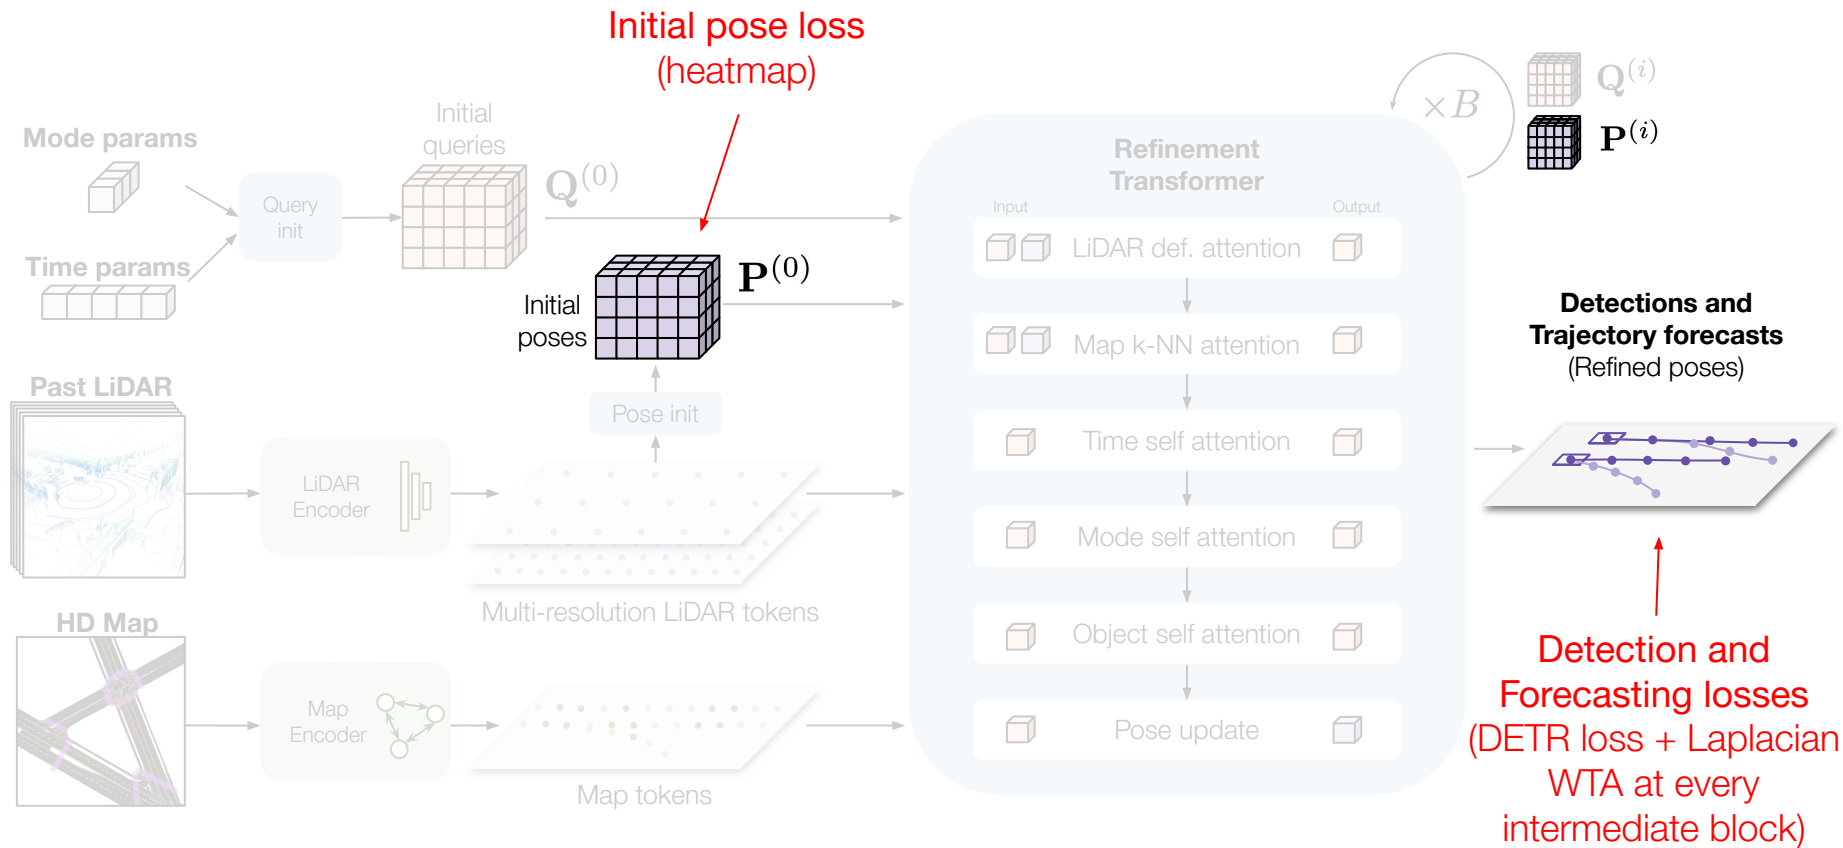 Initial pose loss
(heatmap)
Mode params
Time params
Query
init
Initial
queries
Q^(0)
Initial
poses
P^(0)
Pose init
Past LiDAR
LiDAR
Encoder
Multi-resolution LiDAR tokens
HD Map
Map
Encoder
Map tokens
×B
Q^(i)
P^(i)
Refinement
Transformer
Input
Output
LiDAR def. attention
Map k-NN attention
Time self attention
Mode self attention
Object self attention
Pose update
Detections and
Trajectory forecasts
(Refined poses)
Detection and
Forecasting losses
(DETR loss + Laplacian
WTA at every
intermediate block)